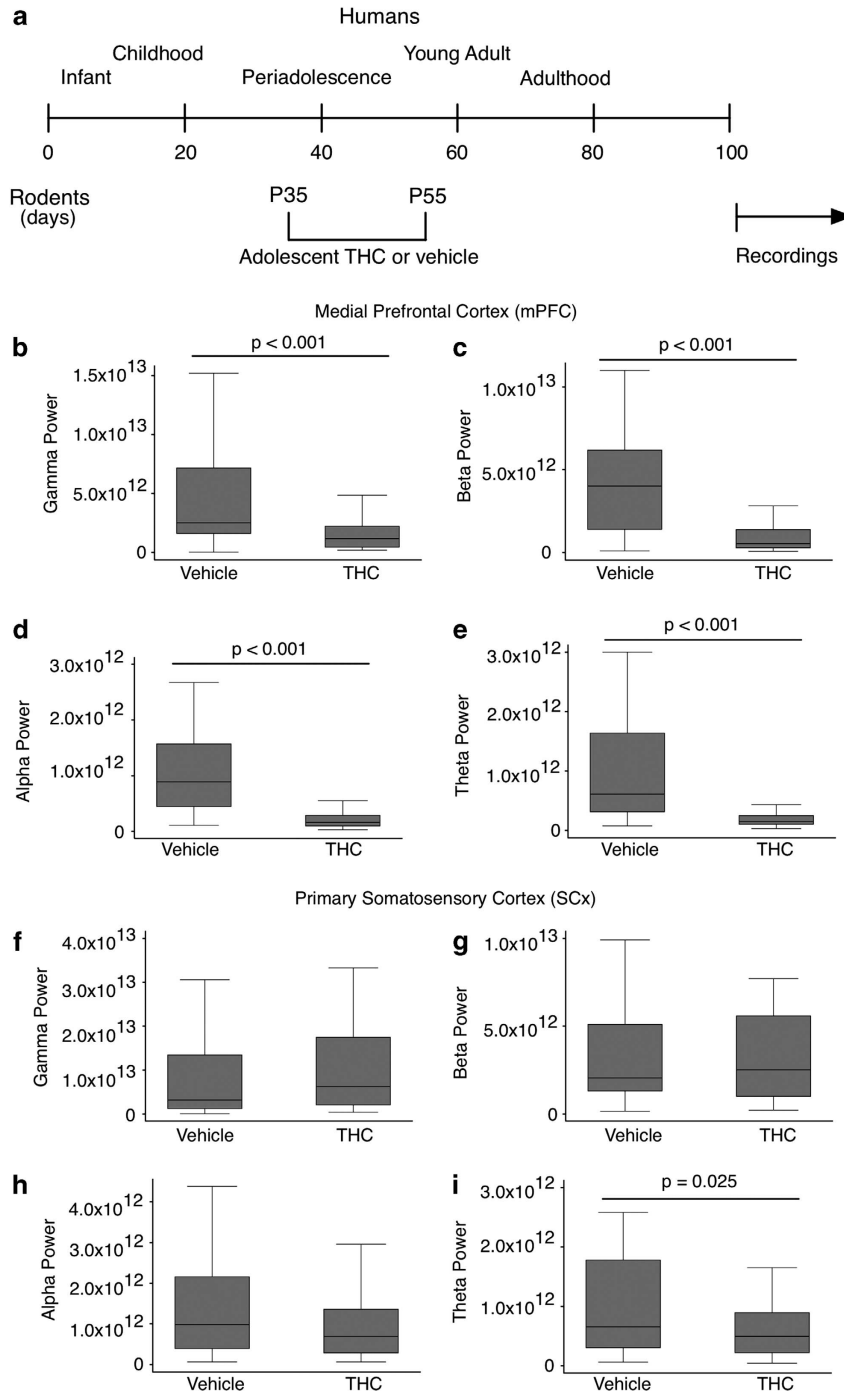 a
Humans
Childhood Young Adult
Infant Periadolescence Adulthood
0 20 40 60 80 100
Rodents
(days)
P35 P55
Adolescent THC or vehicle
Recordings
Medial Prefrontal Cortex (mPFC)
b
p < 0.001
Gamma Power
1.5x10^13
1.0x10^13
5.0x10^12
0
Vehicle THC
c
p < 0.001
Beta Power
1.0x10^13
5.0x10^12
0
Vehicle THC
d
p < 0.001
Alpha Power
3.0x10^12
2.0x10^12
1.0x10^12
0
Vehicle THC
e
p < 0.001
Theta Power
3.0x10^12
2.0x10^12
1.0x10^12
0
Vehicle THC
Primary Somatosensory Cortex (SCx)
f
Gamma Power
4.0x10^13
3.0x10^13
2.0x10^13
1.0x10^13
0
Vehicle THC
g
Beta Power
1.0x10^13
5.0x10^12
0
Vehicle THC
h
Alpha Power
4.0x10^12
3.0x10^12
2.0x10^12
1.0x10^12
0
Vehicle THC
i
p = 0.025
Theta Power
3.0x10^12
2.0x10^12
1.0x10^12
0
Vehicle THC